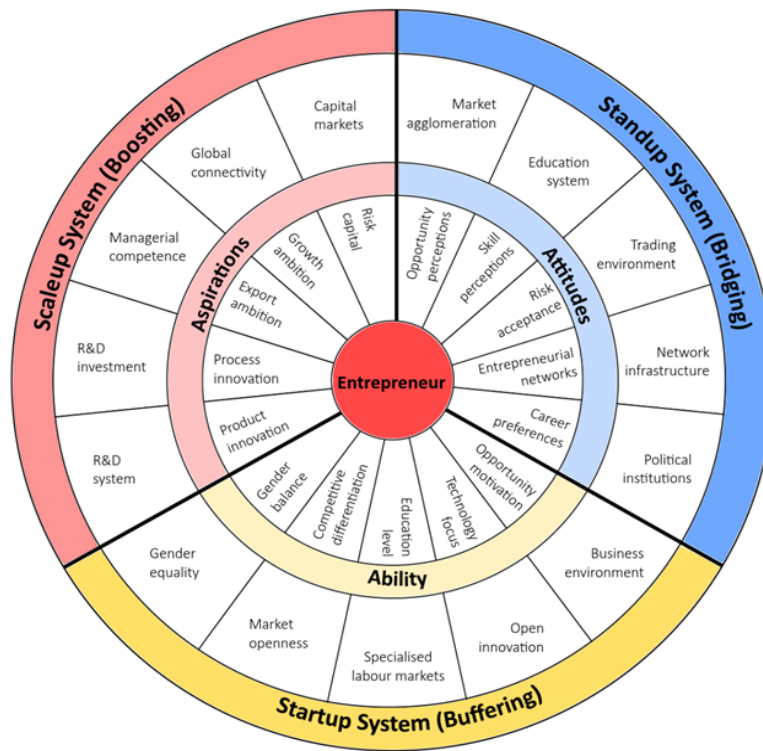 Scaleup System (Boosting)
Standup System (Bridging)
Startup System (Buffering)
Aspirations
Attitudes
Ability
Entrepreneur
Capital
markets
Global
connectivity
Managerial
competence
R&D
investment
R&D
system
Market
agglomeration
Education
system
Trading
environment
Network
infrastructure
Political
institutions
Business
environment
Open
innovation
Specialised
labour markets
Market
openness
Gender
equality
Risk
capital
Growth
ambition
Export
ambition
Process
innovation
Product
innovation
Opportunity
perceptions
Skill
perceptions
Risk
acceptance
Entrepreneurial
networks
Career
preferences
Opportunity
motivation
Technology
focus
Education
level
Competitive
differentiation
Gender
balance